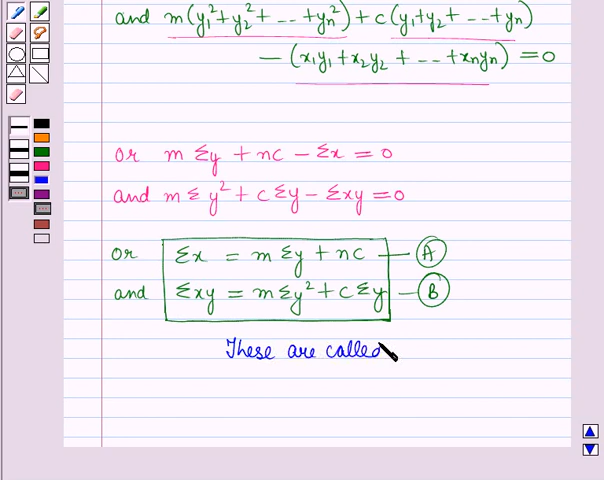 and m(y₁²+y₂²+ -- +yn²) + c(y₁+y₂+ -- +yn)
− (x₁y₁+x₂y₂ + -- + xnyn) = 0
or m Σy + nc − Σx = 0
and m Σ y² + c Σy − Σxy = 0
or Σx = m Σy + nc — A
and Σxy = m Σy² + c Σy — B
These are called